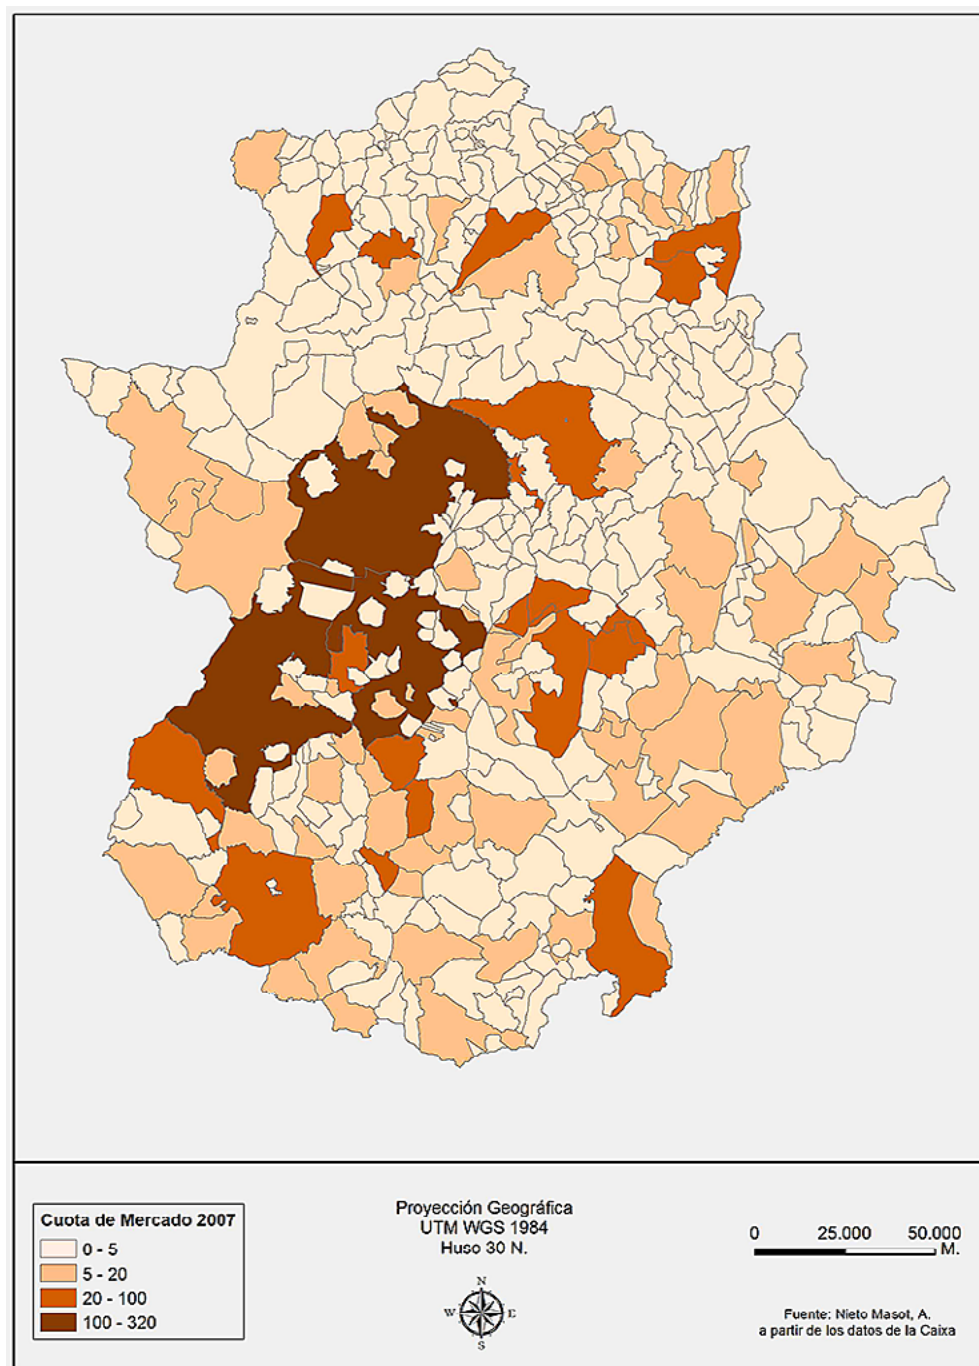 Cuota de Mercado 2007
0 - 5
5 - 20
20 - 100
100 - 320
Proyección Geográfica
UTM WGS 1984
Huso 30 N.
N
W E
S
0 25.000 50.000
M.
Fuente: Nieto Masot, A.
a partir de los datos de la Caixa